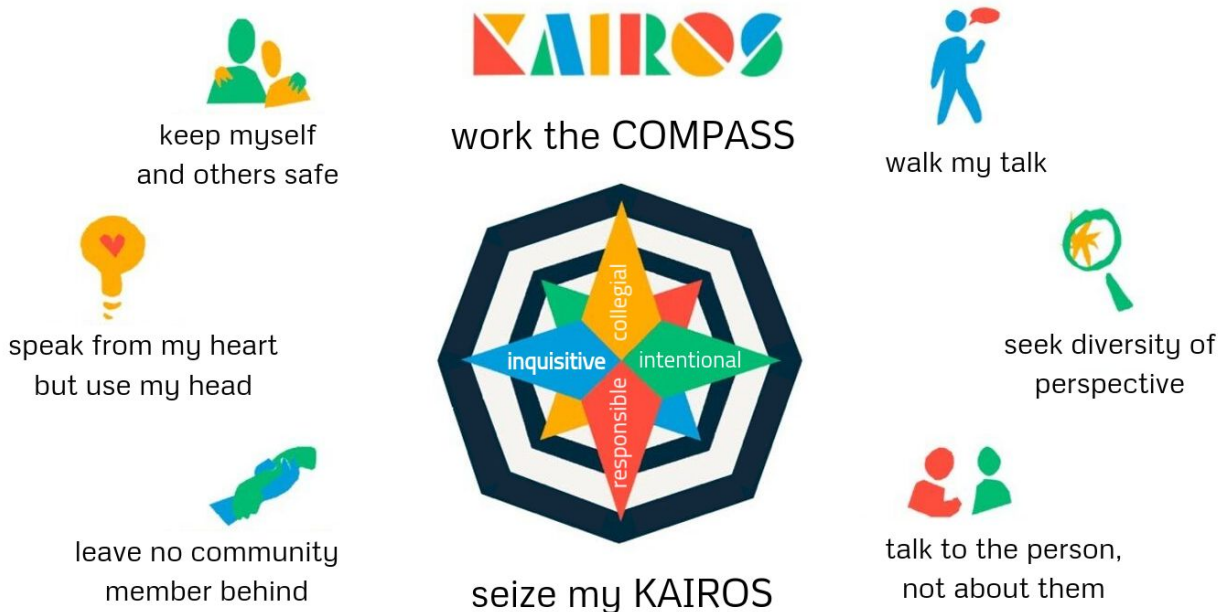 KAIROS
work the COMPASS
keep myself
and others safe
walk my talk
speak from my heart
but use my head
seek diversity of
perspective
collegial
inquisitive
intentional
responsible
leave no community
member behind
talk to the person,
not about them
seize my KAIROS